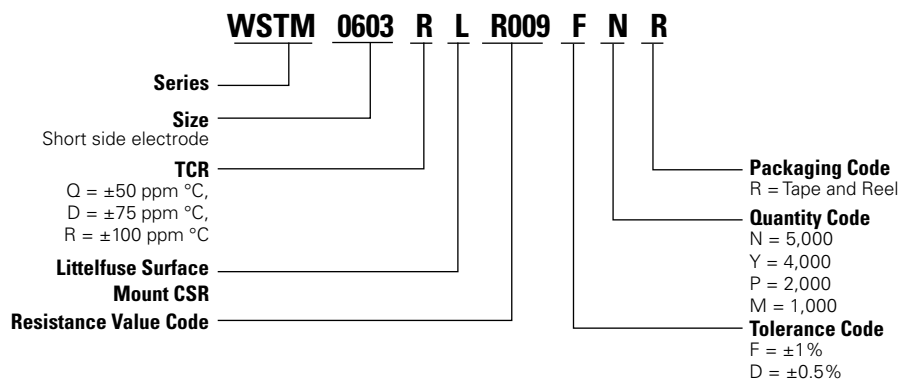 WSTM 0603 R L R009 F N R
Series
Size
Short side electrode
TCR
Q = ±50 ppm °C,
D = ±75 ppm °C,
R = ±100 ppm °C
Littelfuse Surface
Mount CSR
Resistance Value Code
Packaging Code
R = Tape and Reel
Quantity Code
N = 5,000
Y = 4,000
P = 2,000
M = 1,000
Tolerance Code
F = ±1%
D = ±0.5%